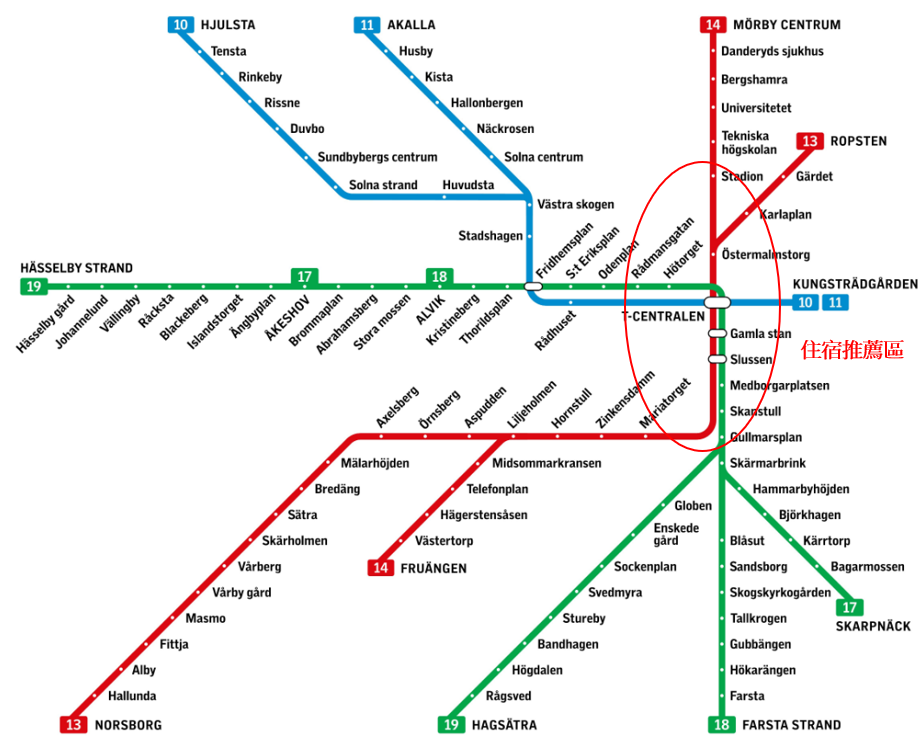 10 HJULSTA
Tensta
Rinkeby
Rissne
Duvbo
Sundbybergs centrum
Solna strand
Huvudsta
11 AKALLA
Husby
Kista
Hallonbergen
Näckrosen
Solna centrum
Västra skogen
Stadshagen
14 MÖRBY CENTRUM
Danderyds sjukhus
Bergshamra
Universitetet
Tekniska
högskolan
Stadion
13 ROPSTEN
Gärdet
Karlaplan
Östermalmstorg
HÄSSELBY STRAND
19
Hässelby gård
Johannelund
Vällingby
Råcksta
Blackeberg
Islandstorget
Ängbyplan
17
ÅKESHOV
Brommaplan
Abrahamsberg
Stora mossen
18
ALVIK
Kristineberg
Thorildsplan
Fridhemsplan
S:t Eriksplan
Odenplan
Rådmansgatan
Hötorget
Rådhuset
T-CENTRALEN
KUNGSTRÄDGÅRDEN
10 11
Gamla stan
Slussen
住宿推薦區
Medborgarplatsen
Skanstull
Gullmarsplan
Skärmarbrink
Axelsberg
Örnsberg
Aspudden
Liljeholmen
Hornstull
Zinkensdamm
Mariatorget
Mälarhöjden
Bredäng
Sätra
Skärholmen
Vårberg
Vårby gård
Masmo
Fittja
Alby
Hallunda
13 NORSBORG
Midsommarkransen
Telefonplan
Hägerstensåsen
Västertorp
14 FRUÄNGEN
Globen
Enskede
gård
Sockenplan
Svedmyra
Stureby
Bandhagen
Högdalen
Rågsved
19 HAGSÄTRA
Hammarbyhöjden
Björkhagen
Kärrtorp
Bagarmossen
17
SKARPNÄCK
Blåsut
Sandsborg
Skogskyrkogården
Tallkrogen
Gubbängen
Hökarängen
Farsta
18 FARSTA STRAND